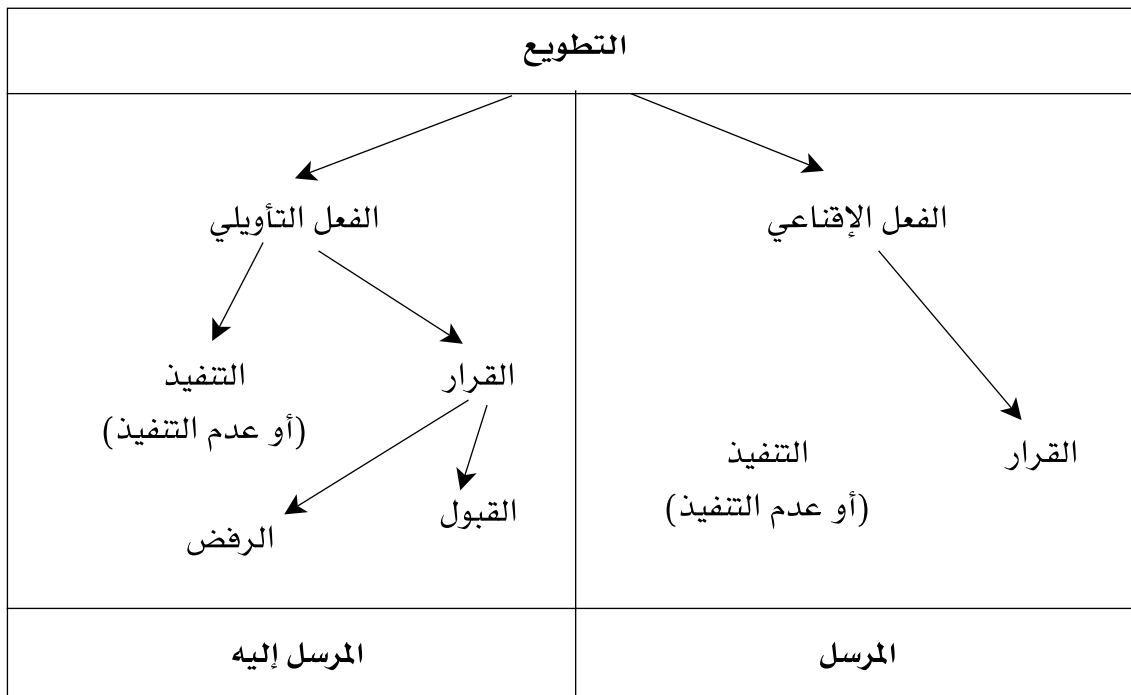 التطويع
الفعل الإقناعي
القرار
التنفيذ
(أو عدم التنفيذ)
المرسل
الفعل التأويلي
القرار
التنفيذ
(أو عدم التنفيذ)
القبول
الرفض
المرسل إليه